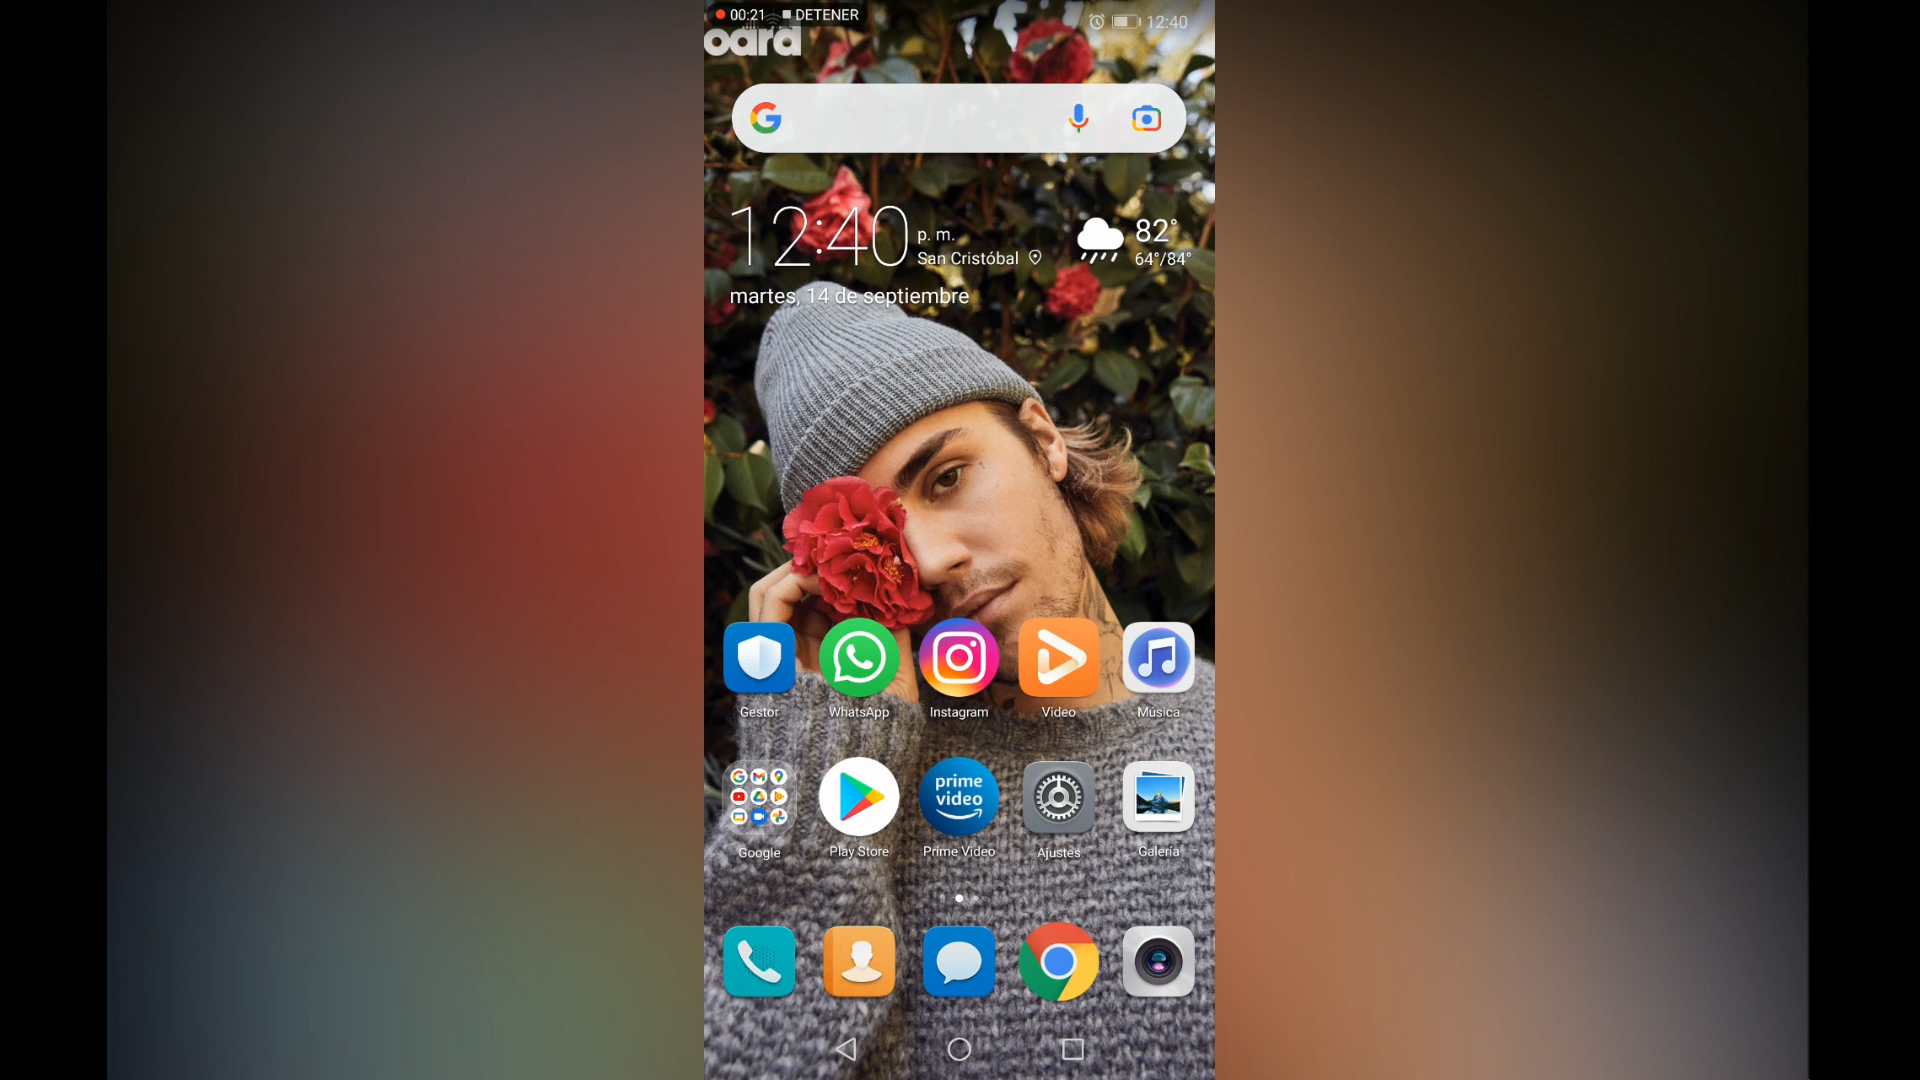 00:21 DETENER
12:40
oard
12:40 p. m.
San Cristóbal
82°
64°/84°
martes, 14 de septiembre
Gestor
WhatsApp
Instagram
Video
Música
prime video
Google
Play Store
Prime Video
Ajustes
Galería